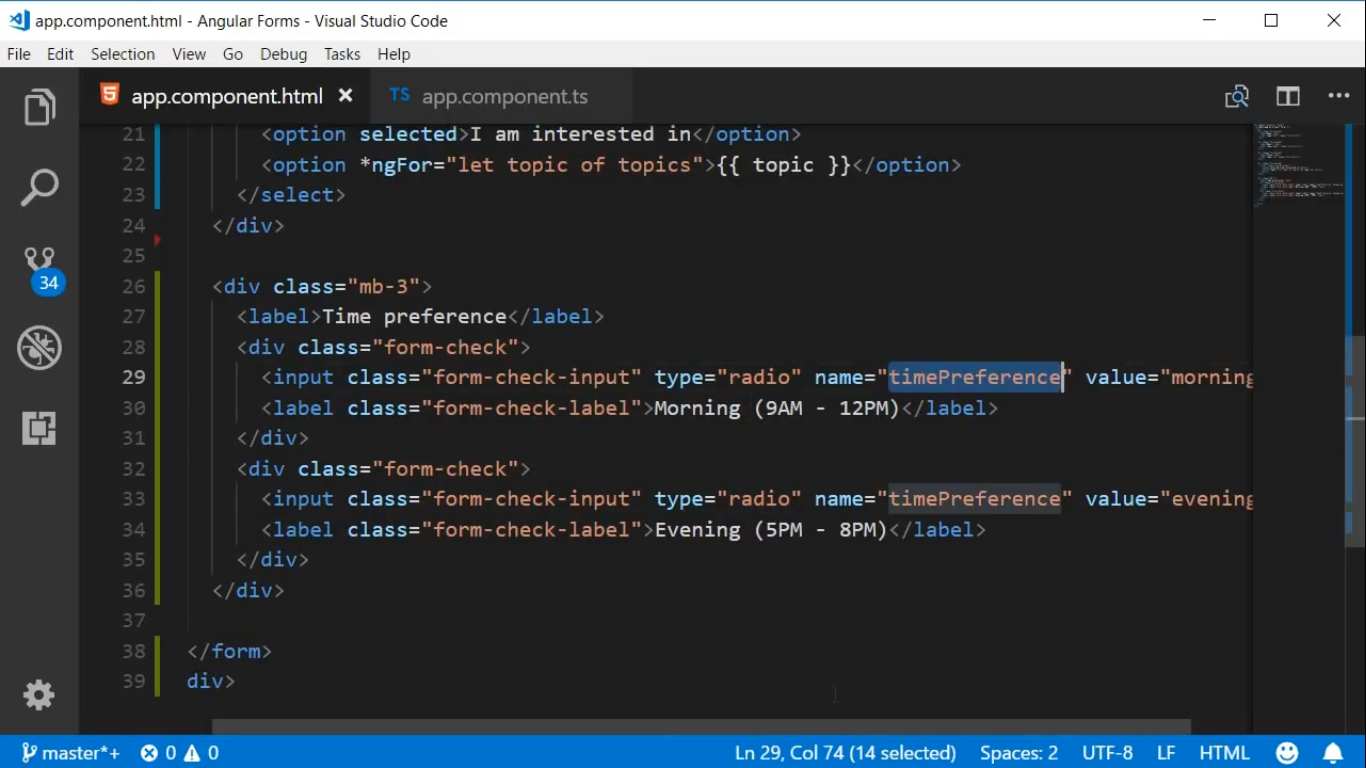 app.component.html - Angular Forms - Visual Studio Code
File Edit Selection View Go Debug Tasks Help
app.component.html TS app.component.ts
21 <option selected>I am interested in</option>
22 <option *ngFor="let topic of topics">{{ topic }}</option>
23 </select>
24 </div>
25
26 <div class="mb-3">
27 <label>Time preference</label>
28 <div class="form-check">
29 <input class="form-check-input" type="radio" name="timePreference" value="morning
30 <label class="form-check-label">Morning (9AM - 12PM)</label>
31 </div>
32 <div class="form-check">
33 <input class="form-check-input" type="radio" name="timePreference" value="evening
34 <label class="form-check-label">Evening (5PM - 8PM)</label>
35 </div>
36 </div>
37
38 </form>
39 div>
34
master*+ 0 0 Ln 29, Col 74 (14 selected) Spaces: 2 UTF-8 LF HTML